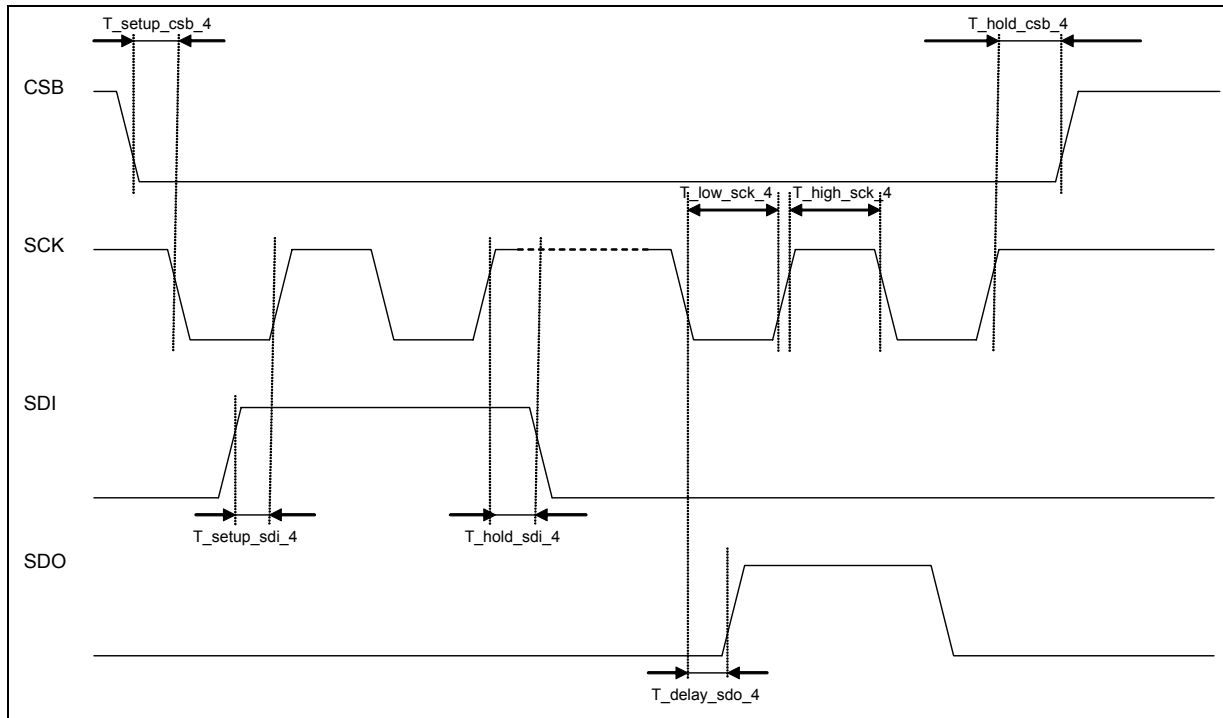 T_setup_csb_4
T_hold_csb_4
CSB
T_low_sck_4
T_high_sck_4
SCK
SDI
T_setup_sdi_4
T_hold_sdi_4
SDO
T_delay_sdo_4